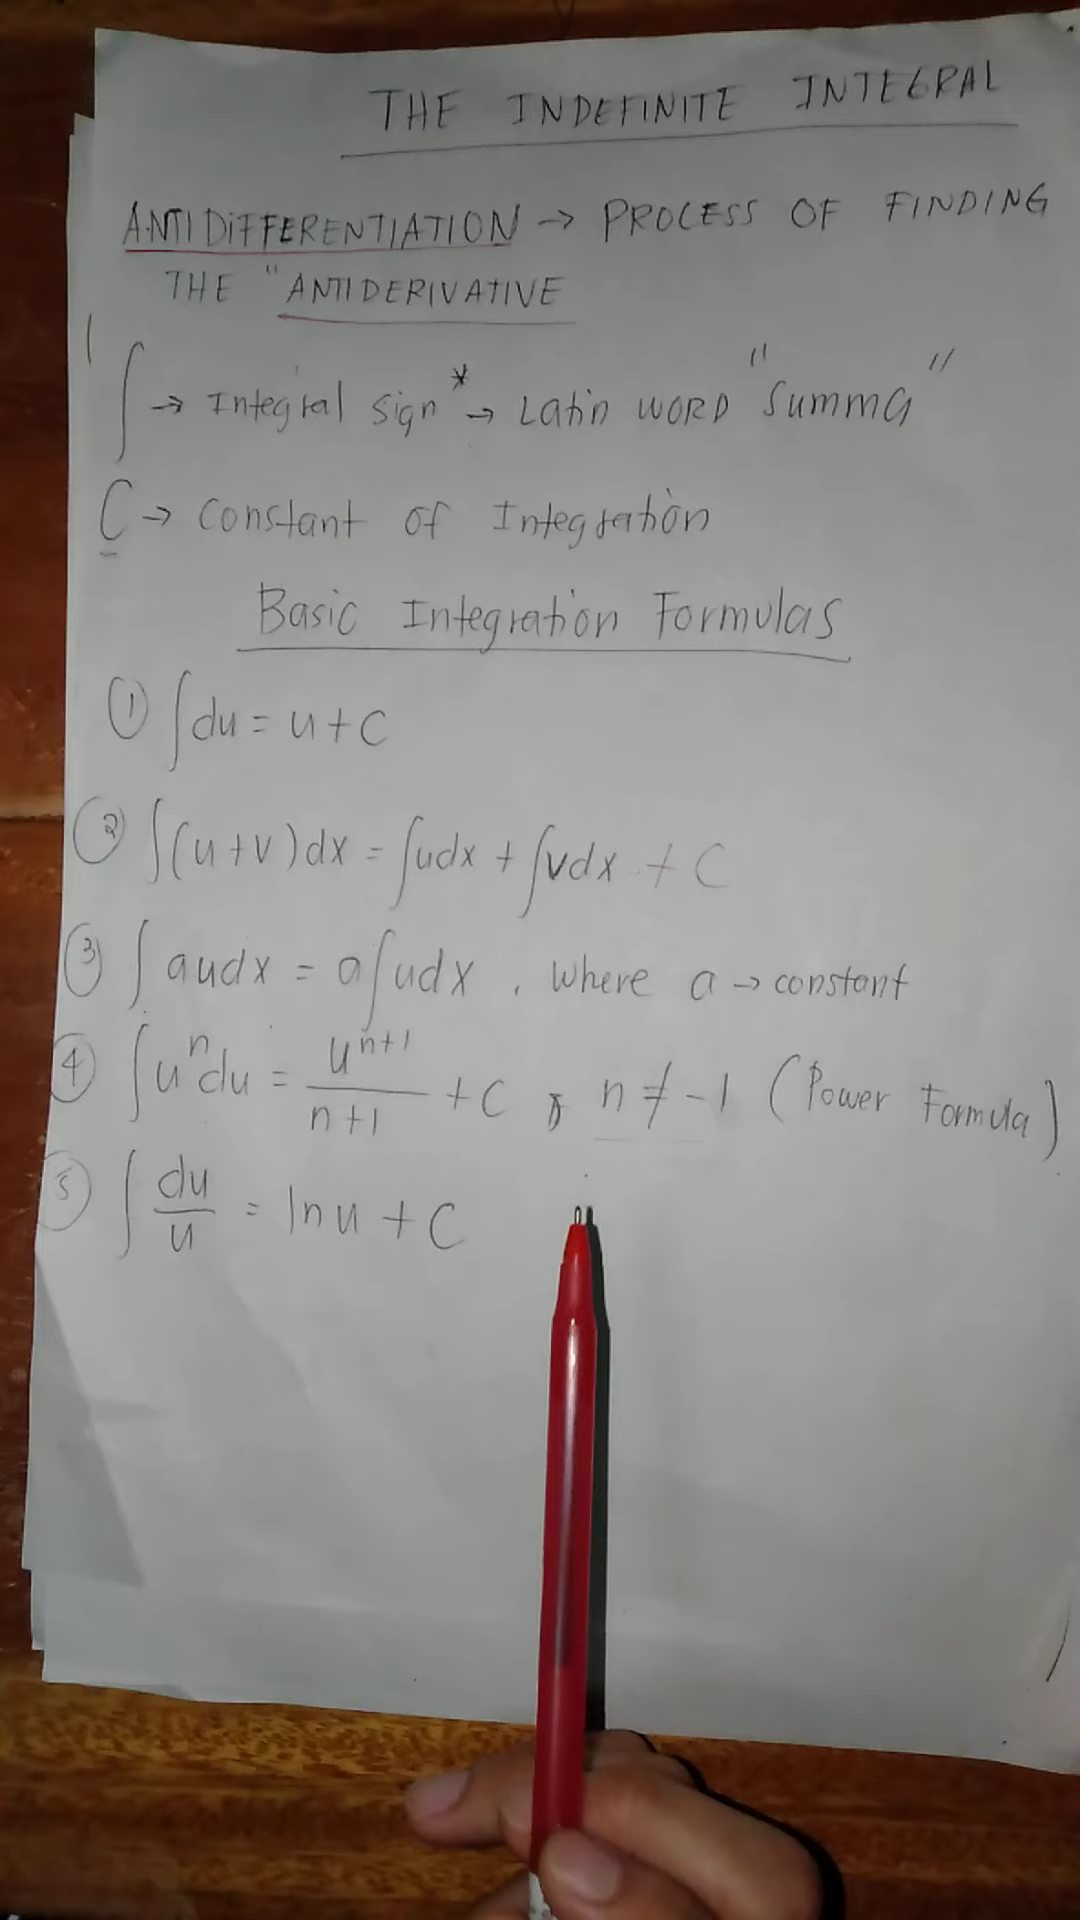 THE INDEFINITE INTEGRAL
ANTIDIFFERENTIATION → PROCESS OF FINDING
THE "ANTIDERIVATIVE
∫ → Integral sign * → Latin WORD "Summa"
C → Constant of Integration
Basic Integration Formulas
① ∫du = u + C
② ∫(u+v)dx = ∫udx + ∫vdx + C
③ ∫audx = a∫udx , where a → constant
④ ∫uⁿdu = uⁿ⁺¹/n+1 + C , n ≠ -1 (Power Formula)
⑤ ∫du/u = ln u + C